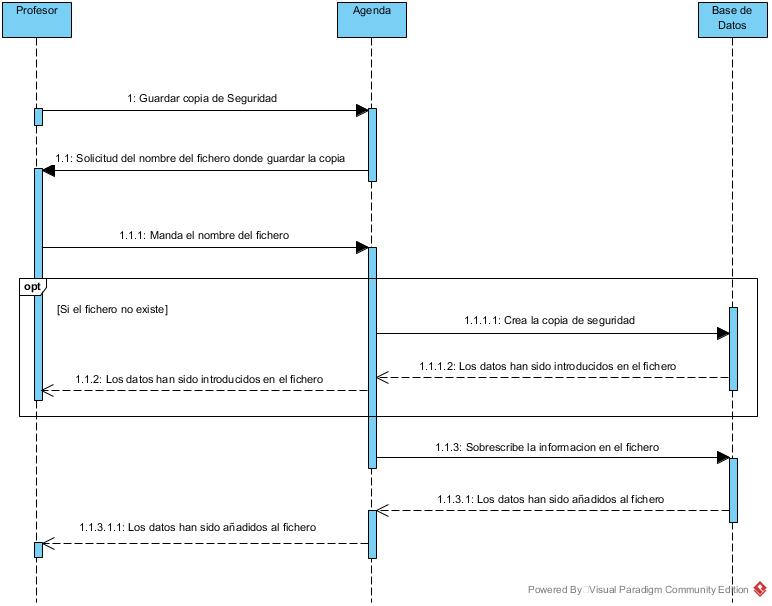 Profesor
Agenda
Base de
Datos
1: Guardar copia de Seguridad
1.1: Solicitud del nombre del fichero donde guardar la copia
1.1.1: Manda el nombre del fichero
opt
[Si el fichero no existe]
1.1.1.1: Crea la copia de seguridad
1.1.1.2: Los datos han sido introducidos en el fichero
1.1.2: Los datos han sido introducidos en el fichero
1.1.3: Sobrescribe la informacion en el fichero
1.1.3.1: Los datos han sido añadidos al fichero
1.1.3.1.1: Los datos han sido añadidos al fichero
Powered By Visual Paradigm Community Edition